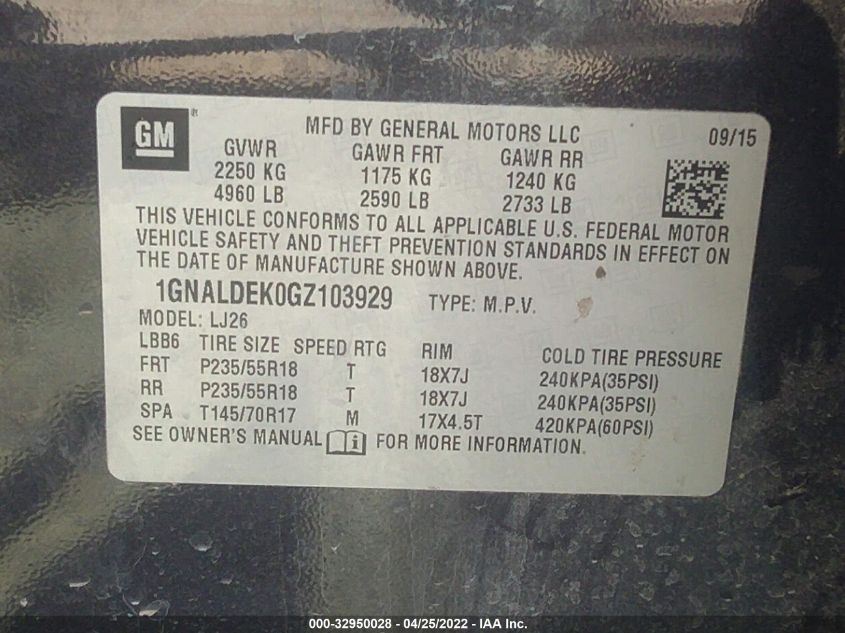 GM ® MFD BY GENERAL MOTORS LLC 09/15
GVWR GAWR FRT GAWR RR
2250 KG 1175 KG 1240 KG
4960 LB 2590 LB 2733 LB
THIS VEHICLE CONFORMS TO ALL APPLICABLE U.S. FEDERAL MOTOR
VEHICLE SAFETY AND THEFT PREVENTION STANDARDS IN EFFECT ON
THE DATE OF MANUFACTURE SHOWN ABOVE.
1GNALDEK0GZ103929 TYPE: M.P.V.
MODEL: LJ26
LBB6 TIRE SIZE SPEED RTG RIM COLD TIRE PRESSURE
FRT P235/55R18 T 18X7J 240KPA(35PSI)
RR P235/55R18 T 18X7J 240KPA(35PSI)
SPA T145/70R17 M 17X4.5T 420KPA(60PSI)
SEE OWNER'S MANUAL i FOR MORE INFORMATION.
000-32950028 - 04/25/2022 - IAA Inc.